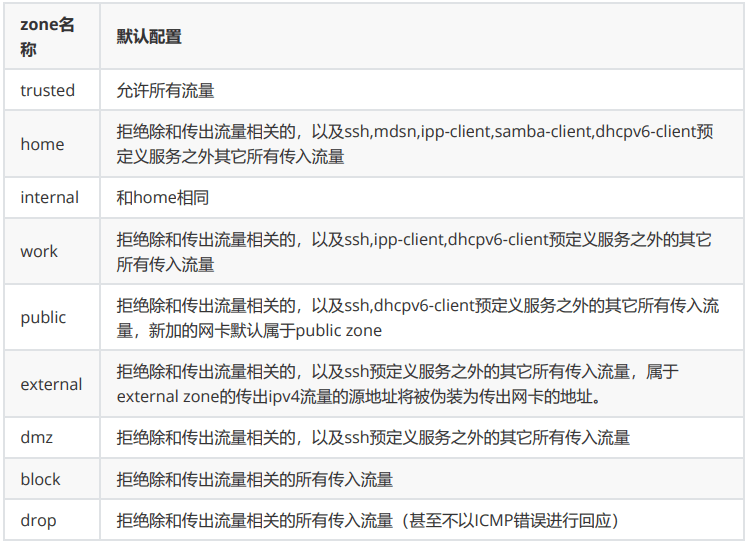 zone名
称
默认配置
trusted
允许所有流量
home
拒绝除和传出流量相关的，以及ssh,mdsn,ipp-client,samba-client,dhcpv6-client预
定义服务之外其它所有传入流量
internal
和home相同
work
拒绝除和传出流量相关的，以及ssh,ipp-client,dhcpv6-client预定义服务之外的其它
所有传入流量
public
拒绝除和传出流量相关的，以及ssh,dhcpv6-client预定义服务之外的其它所有传入流
量，新加的网卡默认属于public zone
external
拒绝除和传出流量相关的，以及ssh预定义服务之外的其它所有传入流量，属于
external zone的传出ipv4流量的源地址将被伪装为传出网卡的地址。
dmz
拒绝除和传出流量相关的，以及ssh预定义服务之外的其它所有传入流量
block
拒绝除和传出流量相关的所有传入流量
drop
拒绝除和传出流量相关的所有传入流量（甚至不以ICMP错误进行回应）